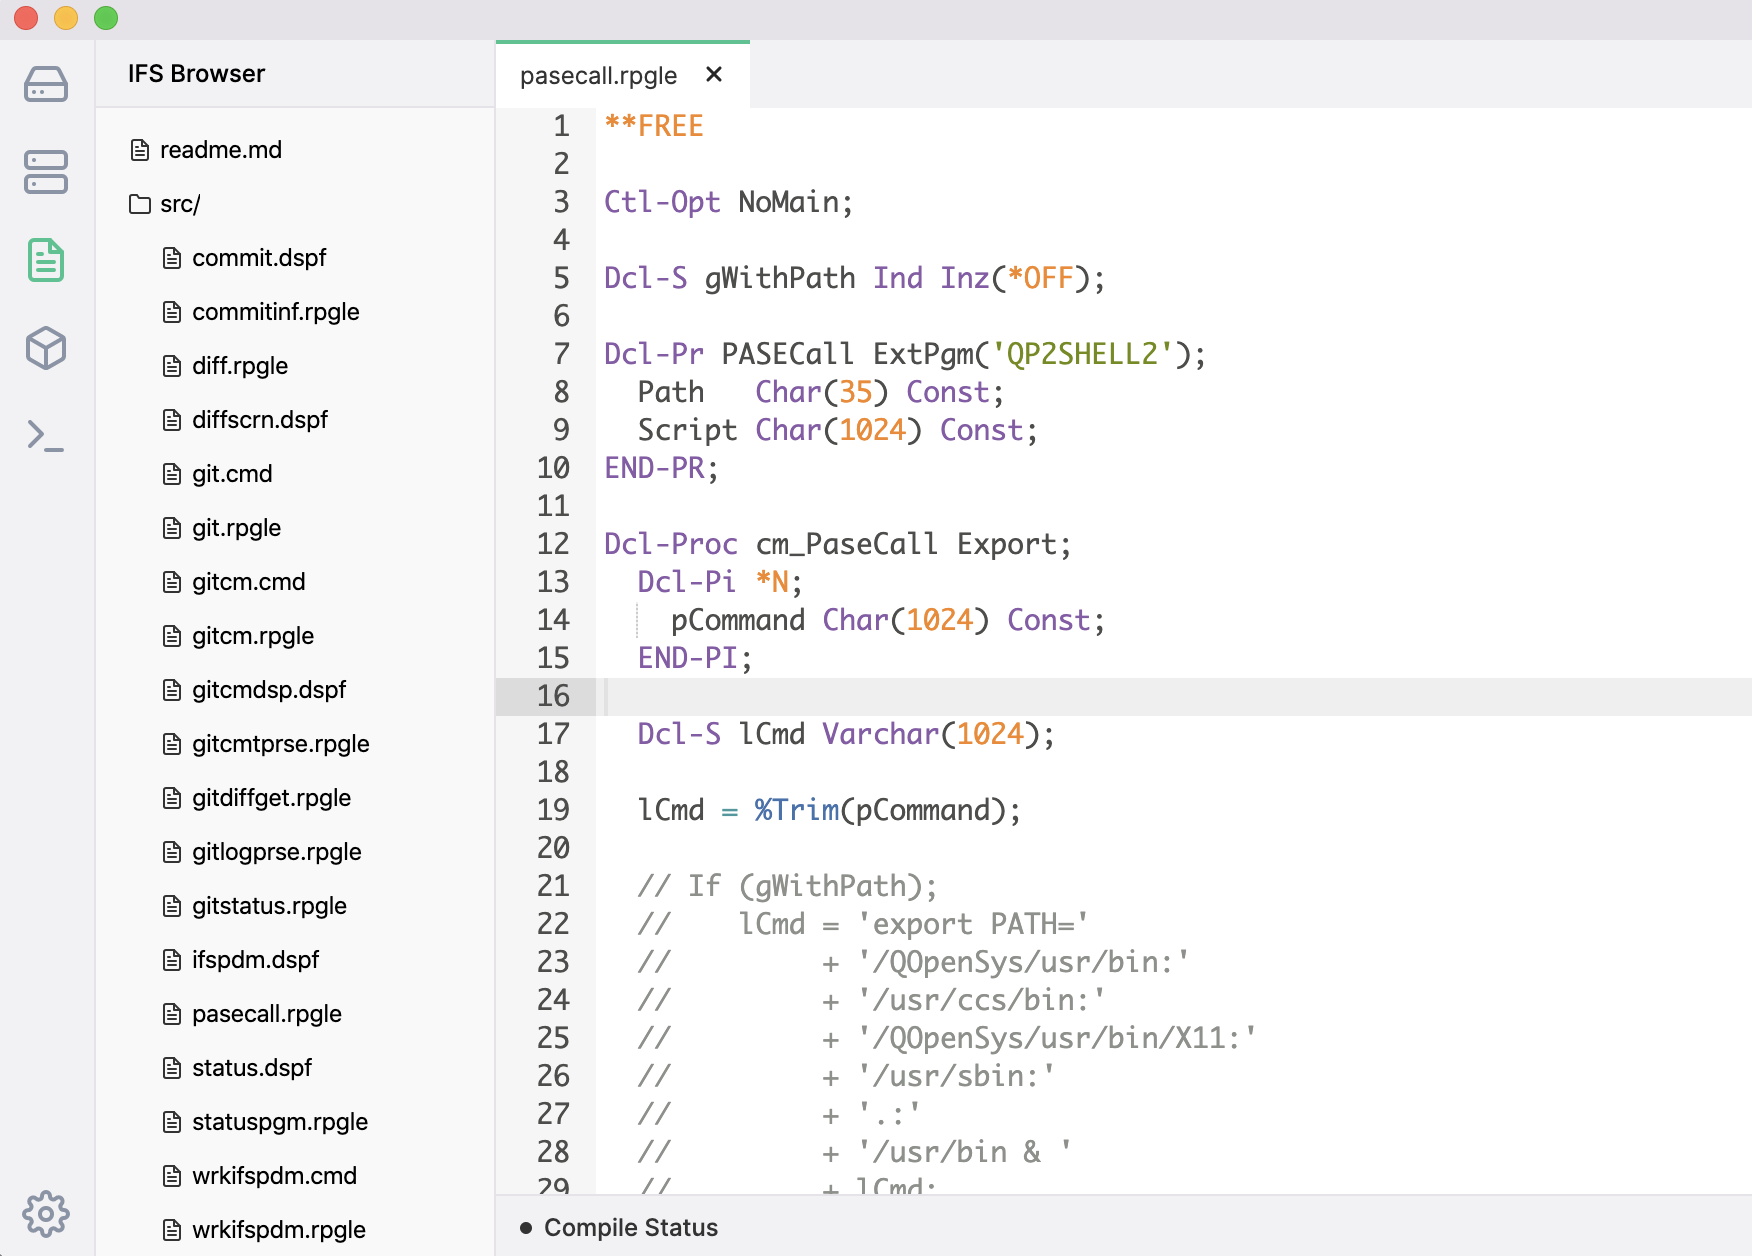 IFS Browser
readme.md
src/
commit.dspf
commitinf.rpgle
diff.rpgle
diffscrn.dspf
git.cmd
git.rpgle
gitcm.cmd
gitcm.rpgle
gitcmdsp.dspf
gitcmtprse.rpgle
gitdiffget.rpgle
gitlogprse.rpgle
gitstatus.rpgle
ifspdm.dspf
pasecall.rpgle
status.dspf
statuspgm.rpgle
wrkifspdm.cmd
wrkifspdm.rpgle
pasecall.rpgle ×
1 **FREE
2
3 Ctl-Opt NoMain;
4
5 Dcl-S gWithPath Ind Inz(*OFF);
6
7 Dcl-Pr PASECall ExtPgm('QP2SHELL2');
8   Path   Char(35) Const;
9   Script Char(1024) Const;
10 END-PR;
11
12 Dcl-Proc cm_PaseCall Export;
13   Dcl-Pi *N;
14     pCommand Char(1024) Const;
15   END-PI;
16
17   Dcl-S lCmd Varchar(1024);
18
19   lCmd = %Trim(pCommand);
20
21   // If (gWithPath);
22   //    lCmd = 'export PATH='
23   //         + '/QOpenSys/usr/bin:'
24   //         + '/usr/ccs/bin:'
25   //         + '/QOpenSys/usr/bin/X11:'
26   //         + '/usr/sbin:'
27   //         + '.:'
28   //         + '/usr/bin & '
29   //         + lCmd;
● Compile Status